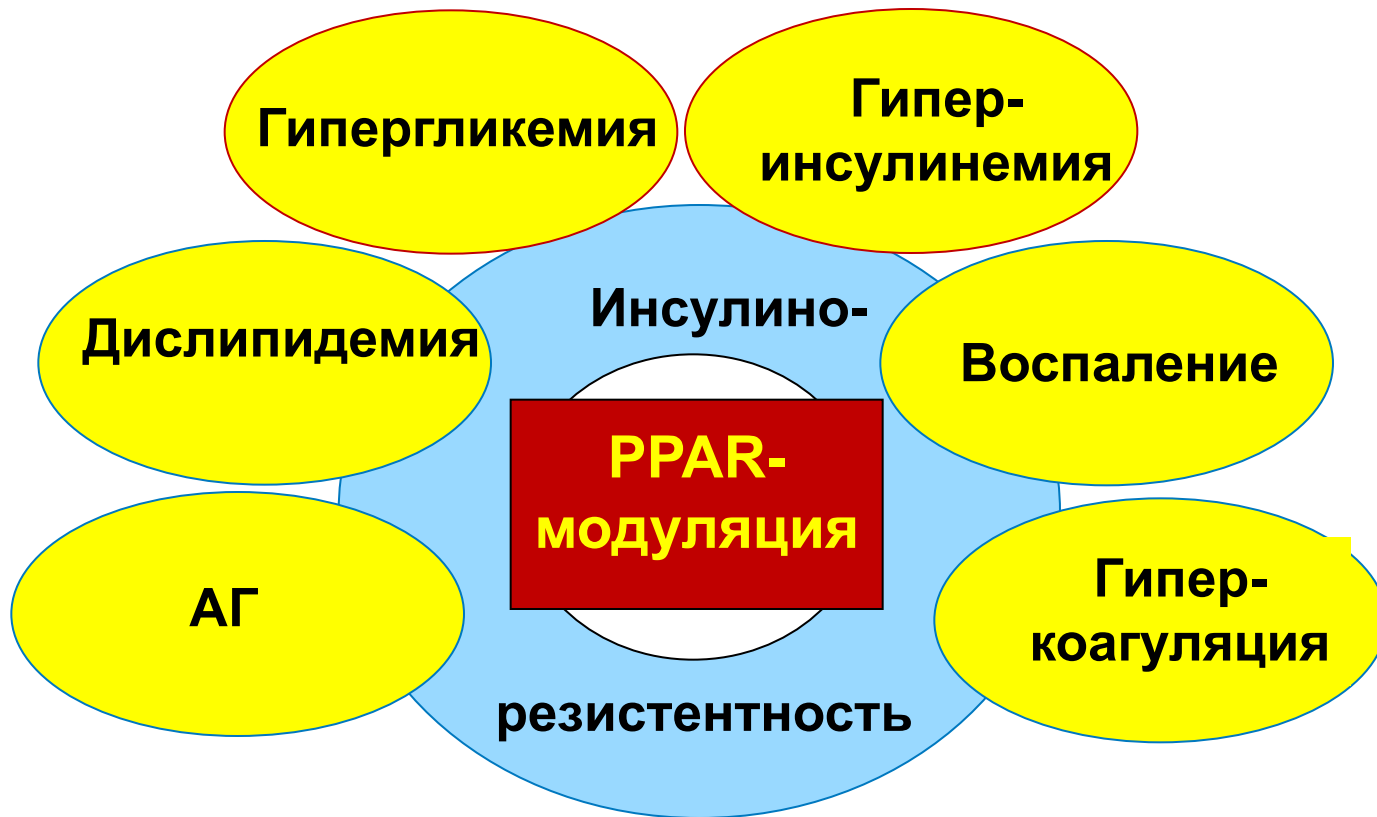 Гипергликемия
Гипер-
инсулинемия
Дислипидемия
Инсулино-
Воспаление
PPAR-
модуляция
АГ
Гипер-
коагуляция
резистентность